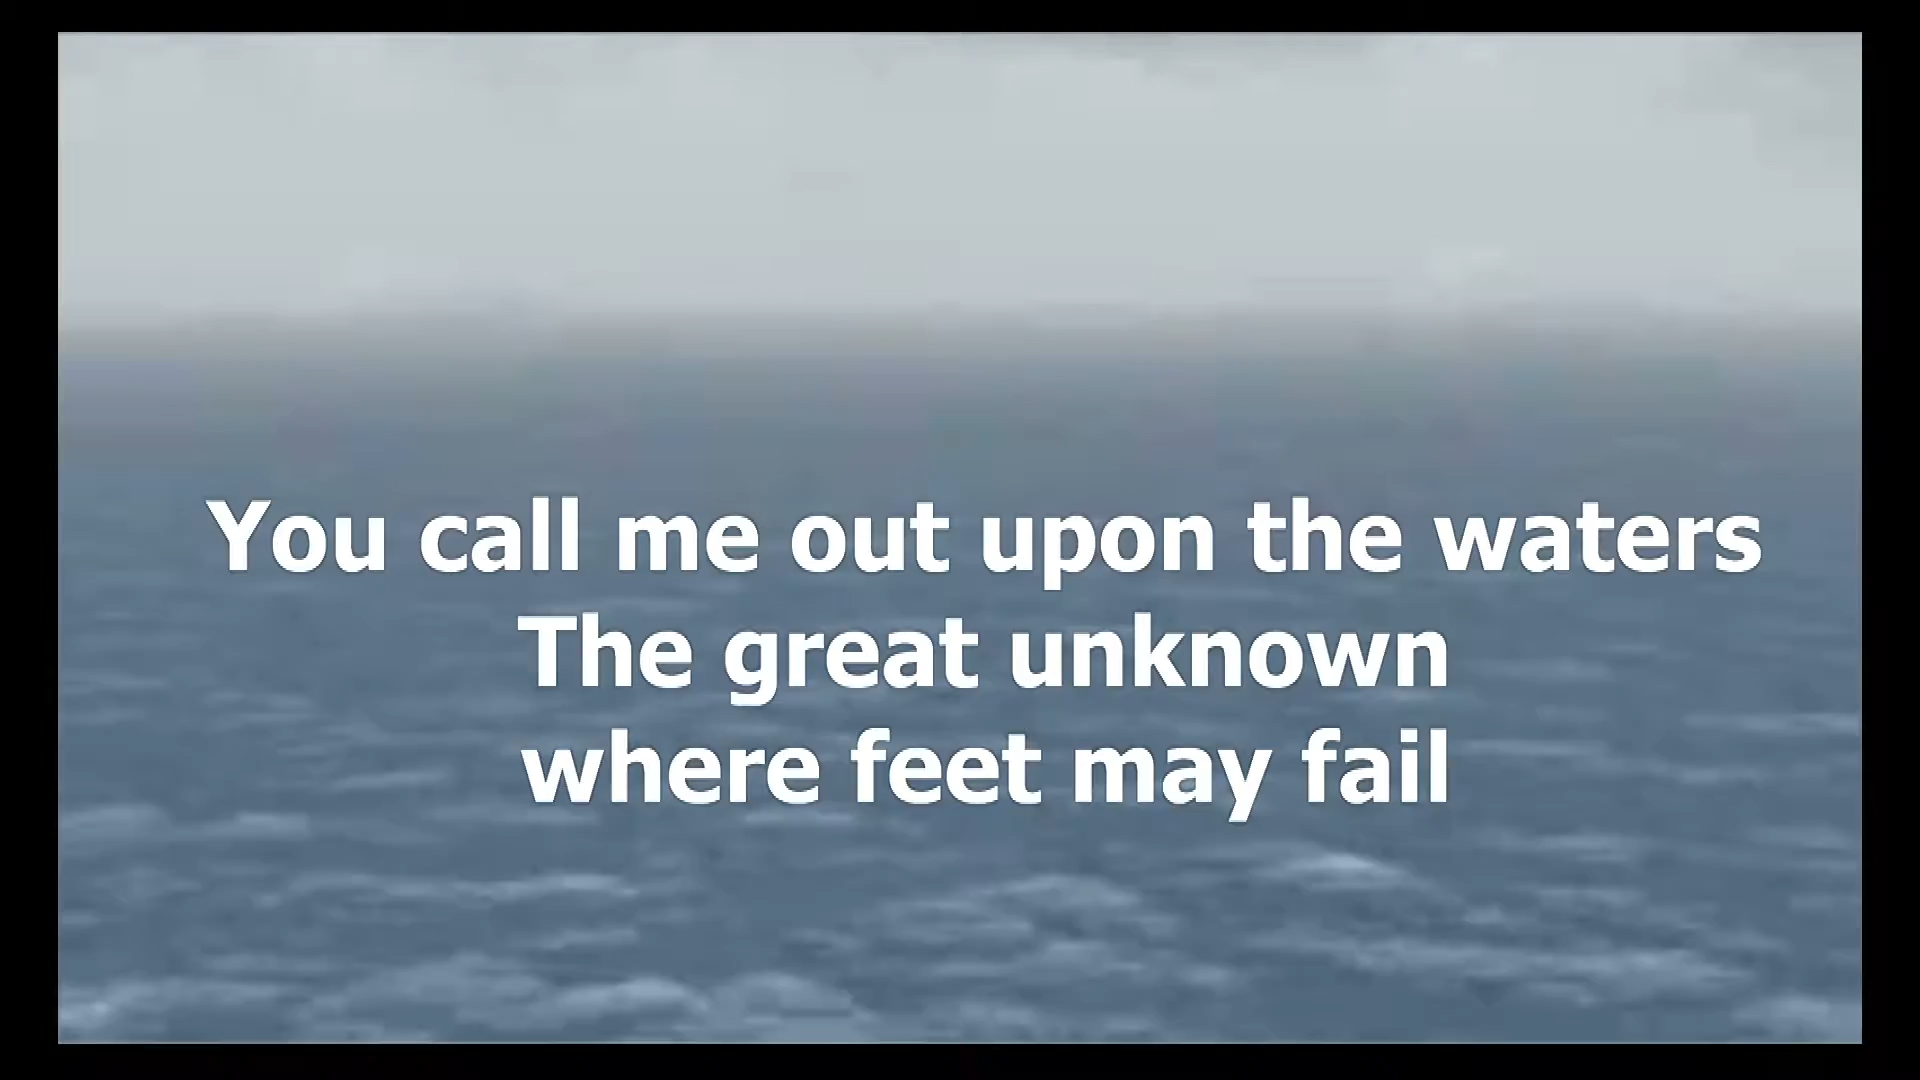 You call me out upon the waters
The great unknown
where feet may fail